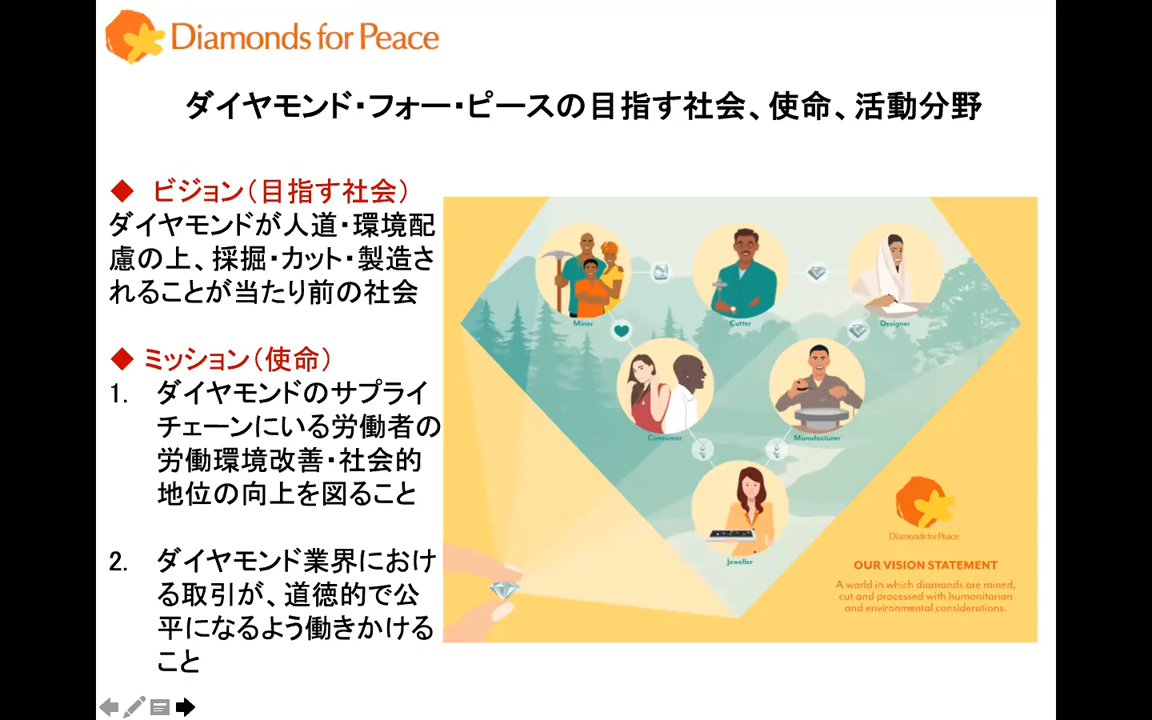 Diamonds for Peace
ダイヤモンド・フォー・ピースの目指す社会、使命、活動分野
◆ ビジョン（目指す社会）
ダイヤモンドが人道・環境配
慮の上、採掘・カット・製造さ
れることが当たり前の社会
◆ ミッション（使命）
1. ダイヤモンドのサプライ
チェーンにいる労働者の
労働環境改善・社会的
地位の向上を図ること
2. ダイヤモンド業界におけ
る取引が、道徳的で公
平になるよう働きかける
こと
Miner
Cutter
Designer
Consumer
Manufacturer
Jeweller
Diamonds for Peace
OUR VISION STATEMENT
A world in which diamonds are mined,
cut and processed with humanitarian
and environmental considerations.